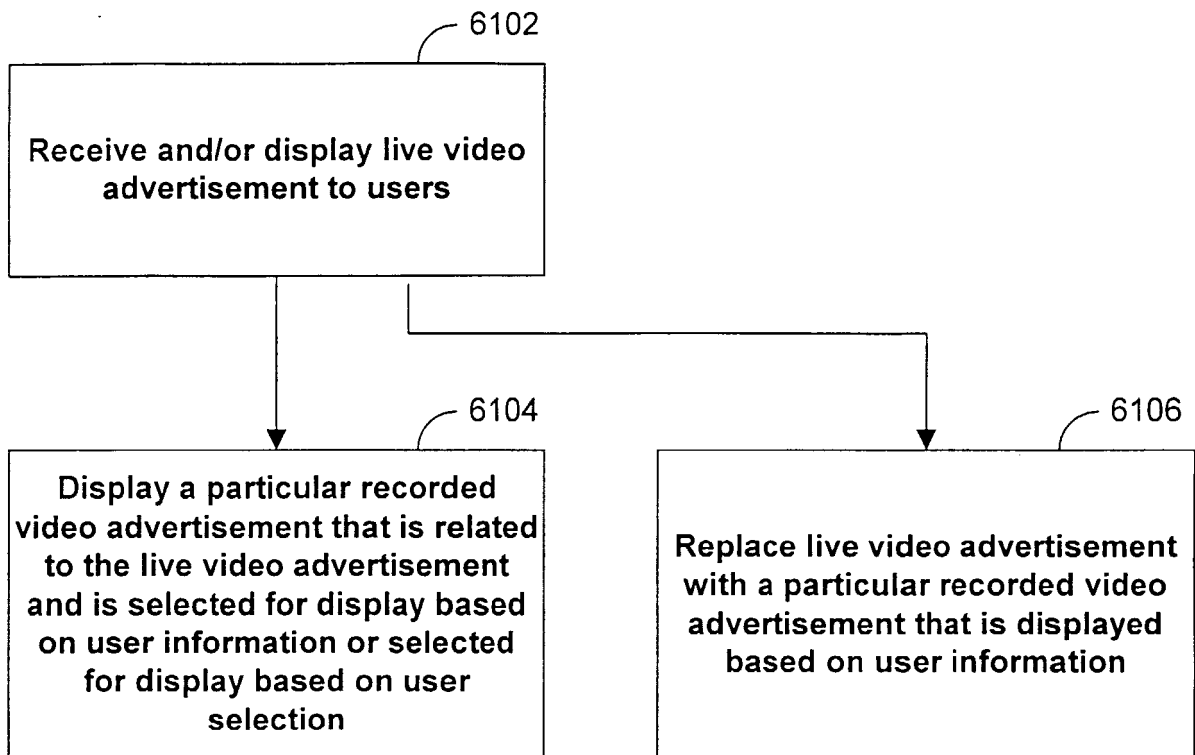 6102
Receive and/or display live video
advertisement to users
6104
Display a particular recorded
video advertisement that is related
to the live video advertisement
and is selected for display based
on user information or selected
for display based on user
selection
6106
Replace live video advertisement
with a particular recorded video
advertisement that is displayed
based on user information